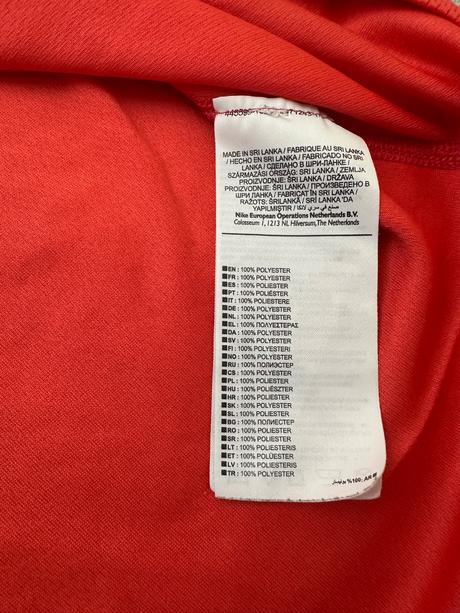 MADE IN SRI LANKA / FABRIQUE AU SRI LANKA
/ HECHO EN SRI LANKA / FABRICADO NO SRI
LANKA / СДЕЛАНО В ШРИ-ЛАНКЕ /
SZÁRMAZÁSI ORSZÁG: SRI LANKA / ZEMLJA
PROIZVODNJE: ŠRI LANKA / DRŽAVA
PROIZVODNJE: ŠRI LANKA / ПРОИЗВЕДЕНО В
ШРИ ЛАНКА / FABRICAT ÎN SRI LANKA /
RAŽOTS: ŠRILANKĀ / SRI LANKA'DA
YAPILMIŞTIR / صنع في سري لانكا
Nike European Operations Netherlands B.V.
Colosseum 1, 1213 NL Hilversum, The Netherlands
EN : 100% POLYESTER
FR : 100% POLYESTER
ES : 100% POLIÉSTER
PT : 100% POLIÉSTER
IT : 100% POLIESTERE
DE : 100% POLYESTER
NL : 100% POLYESTER
EL : 100% ΠΟΛΥΕΣΤΕΡΑΣ
DA : 100% POLYESTER
SV : 100% POLYESTER
FI : 100% POLYESTERI
NO : 100% POLYESTER
RU : 100% ПОЛИЭСТЕР
CS : 100% POLYESTER
PL : 100% POLIESTER
HU : 100% POLIÉSZTER
HR : 100% POLIESTER
SK : 100% POLYESTER
SL : 100% POLIESTER
BG : 100% ПОЛИЕСТЕР
RO : 100% POLIESTER
SR : 100% POLIESTER
LT : 100% POLIESTERIS
ET : 100% POLÜESTER
LV : 100% POLIESTERIS
TR : 100% POLYESTER
AR :100% بوليستر